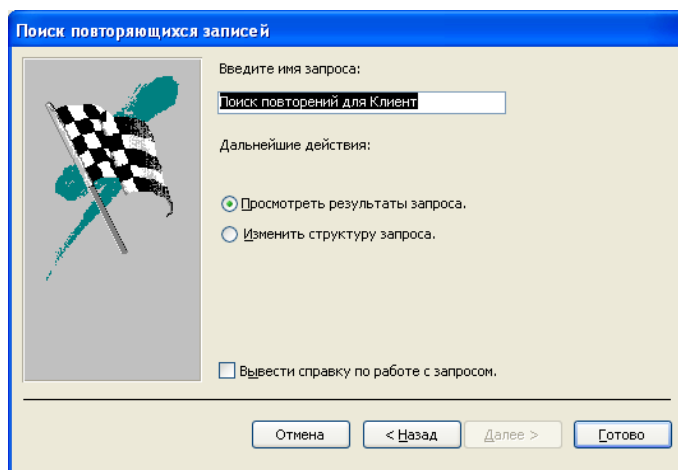 Поиск повторяющихся записей
Введите имя запроса:
Поиск повторений для Клиент
Дальнейшие действия:
Просмотреть результаты запроса.
Изменить структуру запроса.
Вывести справку по работе с запросом.
Отмена < Назад Далее > Готово